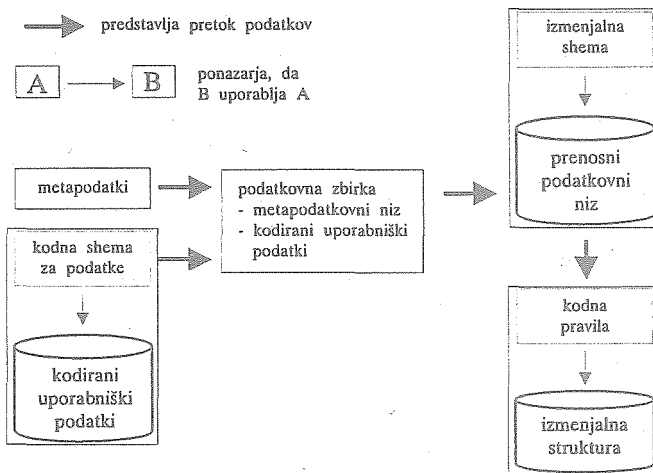 predstavlja pretok podatkov
A
B
ponazarja, da
B uporablja A
izmenjalna
shema
prenosni
podatkovni
niz
metapodatki
podatkovna zbirka
- metapodatkovni niz
- kodirani uporabniški
podatki
kodna shema
za podatke
kodirani
uporabniški
podatki
kodna
pravila
izmenjalna
struktura